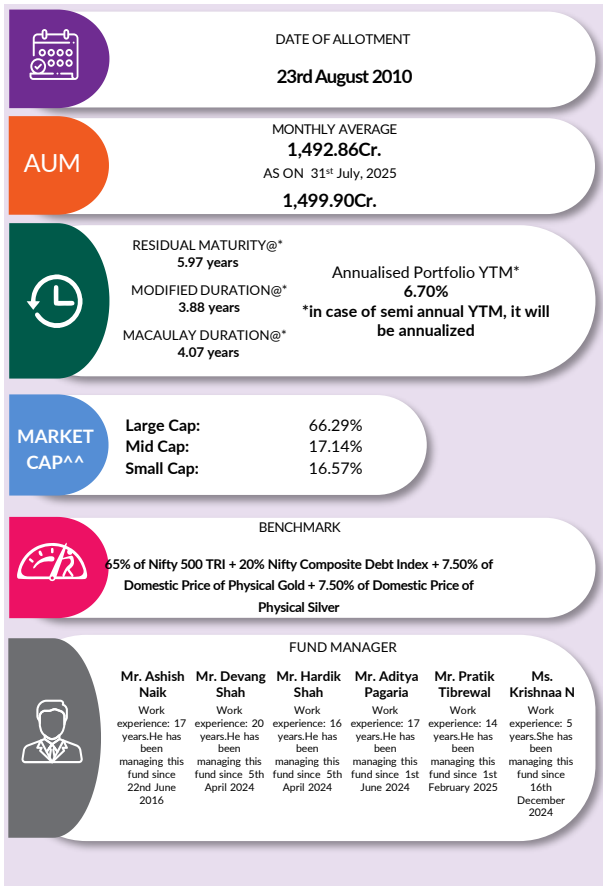 DATE OF ALLOTMENT
23rd August 2010
AUM
MONTHLY AVERAGE
1,492.86Cr.
AS ON 31st July, 2025
1,499.90Cr.
RESIDUAL MATURITY@*
5.97 years
MODIFIED DURATION@*
3.88 years
MACAULAY DURATION@*
4.07 years
Annualised Portfolio YTM*
6.70%
*in case of semi annual YTM, it will
be annualized
MARKET
CAP^^
Large Cap: 66.29%
Mid Cap: 17.14%
Small Cap: 16.57%
BENCHMARK
65% of Nifty 500 TRI + 20% Nifty Composite Debt Index + 7.50% of
Domestic Price of Physical Gold + 7.50% of Domestic Price of
Physical Silver
FUND MANAGER
Mr. Ashish
Naik
Work
experience: 17
years.He has
been
managing this
fund since
22nd June
2016
Mr. Devang
Shah
Work
experience: 20
years.He has
been
managing this
fund since 5th
April 2024
Mr. Hardik
Shah
Work
experience: 16
years.He has
been
managing this
fund since 5th
April 2024
Mr. Aditya
Pagaria
Work
experience: 17
years.He has
been
managing this
fund since 1st
June 2024
Mr. Pratik
Tibrewal
Work
experience: 14
years.He has
been
managing this
fund since 1st
February 2025
Ms.
Krishnaa N
Work
experience: 5
years.She has
been
managing this
fund since
16th
December
2024